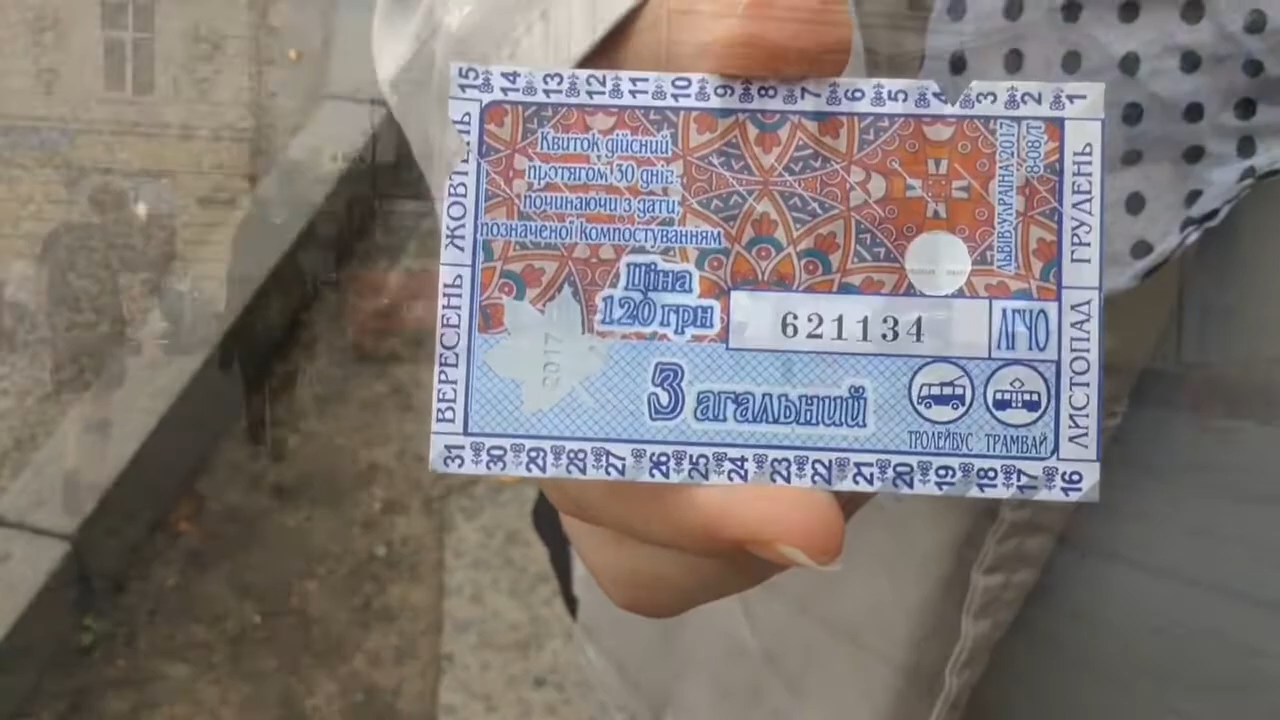 15 14 13 12 11 10 9 8 7 6 5 4 3 2 1
ВЕРЕСЕНЬ ЖОВТЕНЬ
Квиток дійсний
протягом 30 днів
починаючи з дати,
позначеної компостуванням
Ціна
120 грн
2017
Загальний
621134
ЛГЧО
ТРОЛЕЙБУС ТРАМВАЙ
ЛЬВІВ УКРАЇНА 2017
8-08/Т
ЛИСТОПАД ГРУДЕНЬ
31 30 29 28 27 26 25 24 23 22 21 20 19 18 17 16